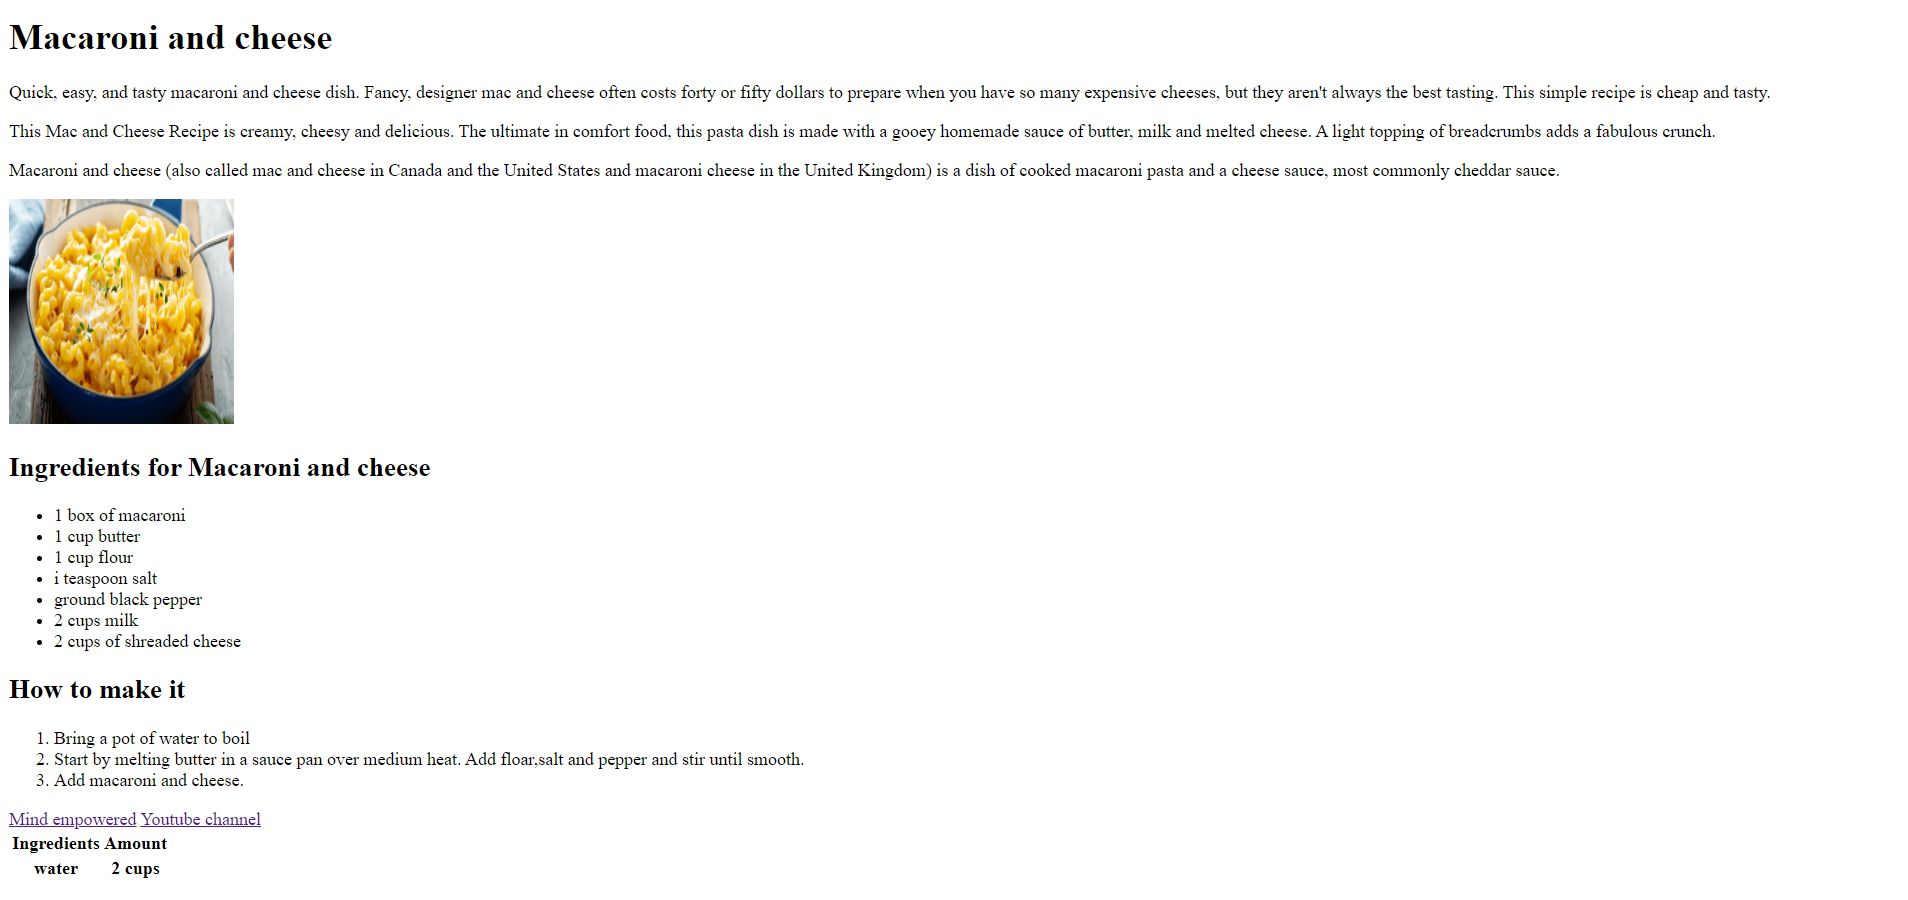 Macaroni and cheese
Quick, easy, and tasty macaroni and cheese dish. Fancy, designer mac and cheese often costs forty or fifty dollars to prepare when you have so many expensive cheeses, but they aren't always the best tasting. This simple recipe is cheap and tasty.
This Mac and Cheese Recipe is creamy, cheesy and delicious. The ultimate in comfort food, this pasta dish is made with a gooey homemade sauce of butter, milk and melted cheese. A light topping of breadcrumbs adds a fabulous crunch.
Macaroni and cheese (also called mac and cheese in Canada and the United States and macaroni cheese in the United Kingdom) is a dish of cooked macaroni pasta and a cheese sauce, most commonly cheddar sauce.
Ingredients for Macaroni and cheese
• 1 box of macaroni
• 1 cup butter
• 1 cup flour
• i teaspoon salt
• ground black pepper
• 2 cups milk
• 2 cups of shreaded cheese
How to make it
1. Bring a pot of water to boil
2. Start by melting butter in a sauce pan over medium heat. Add floar,salt and pepper and stir until smooth.
3. Add macaroni and cheese.
Mind empowered Youtube channel
Ingredients Amount
water 2 cups